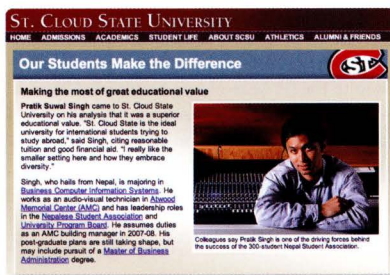 ST. CLOUD STATE UNIVERSITY
HOME ADMISSIONS ACADEMICS STUDENT LIFE ABOUT SCSU ATHLETICS ALUMNI & FRIENDS
Our Students Make the Difference
Making the most of great educational value
Pratik Suwal Singh came to St. Cloud State
University on his analysis that it was a superior
educational value. "St. Cloud State is the ideal
university for international students trying to
study abroad," said Singh, citing reasonable
tuition and good financial aid. "I really like the
smaller setting here and how they embrace
diversity."
Singh, who hails from Nepal, is majoring in
Business Computer Information Systems. He
works as an audio-visual technician in Atwood
Memorial Center (AMC) and has leadership roles
in the Nepalese Student Association and
University Program Board. He assumes duties
as an AMC building manager in 2007-08. His
post-graduate plans are still taking shape, but
may include pursuit of a Master of Business
Administration degree.
Colleagues say Pratik Singh is one of the driving forces behind
the success of the 300-student Nepal Student Association.